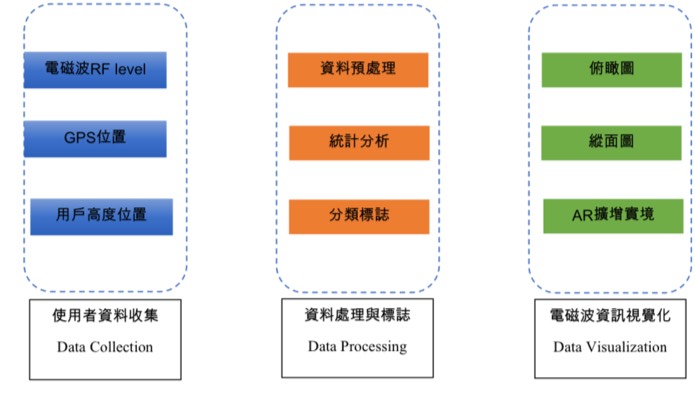 電磁波RF level
GPS位置
用戶高度位置
使用者資料收集
Data Collection
資料預處理
統計分析
分類標誌
資料處理與標誌
Data Processing
俯瞰圖
縱面圖
AR擴增實境
電磁波資訊視覺化
Data Visualization